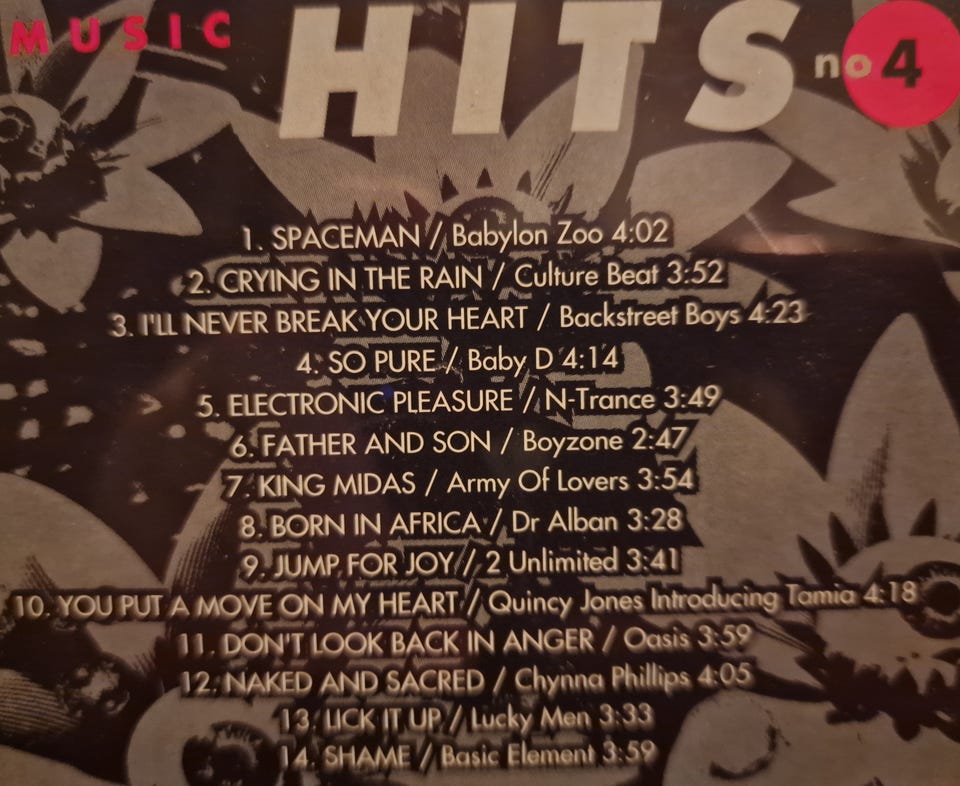 MUSIC
HITS no 4
1. SPACEMAN / Babylon Zoo 4:02
2. CRYING IN THE RAIN / Culture Beat 3:52
3. I'LL NEVER BREAK YOUR HEART / Backstreet Boys 4:23
4. SO PURE / Baby D 4:14
5. ELECTRONIC PLEASURE / N-Trance 3:49
6. FATHER AND SON / Boyzone 2:47
7. KING MIDAS / Army Of Lovers 3:54
8. BORN IN AFRICA / Dr Alban 3:28
9. JUMP FOR JOY / 2 Unlimited 3:41
10. YOU PUT A MOVE ON MY HEART / Quincy Jones Introducing Tamia 4:18
11. DON'T LOOK BACK IN ANGER / Oasis 3:59
12. NAKED AND SACRED / Chynna Phillips 4:05
13. LICK IT UP / Lucky Men 3:33
14. SHAME / Basic Element 3:59